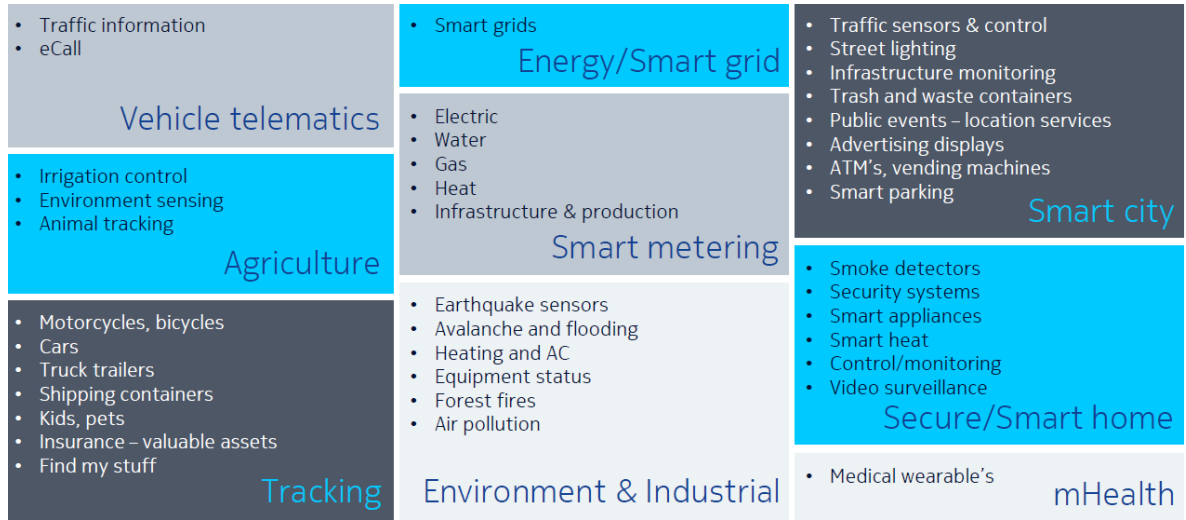 • Traffic information
• eCall
Vehicle telematics
• Irrigation control
• Environment sensing
• Animal tracking
Agriculture
• Motorcycles, bicycles
• Cars
• Truck trailers
• Shipping containers
• Kids, pets
• Insurance – valuable assets
• Find my stuff
Tracking
• Smart grids
Energy/Smart grid
• Electric
• Water
• Gas
• Heat
• Infrastructure & production
Smart metering
• Earthquake sensors
• Avalanche and flooding
• Heating and AC
• Equipment status
• Forest fires
• Air pollution
Environment & Industrial
• Traffic sensors & control
• Street lighting
• Infrastructure monitoring
• Trash and waste containers
• Public events – location services
• Advertising displays
• ATM's, vending machines
• Smart parking
Smart city
• Smoke detectors
• Security systems
• Smart appliances
• Smart heat
• Control/monitoring
• Video surveillance
Secure/Smart home
• Medical wearable's
mHealth